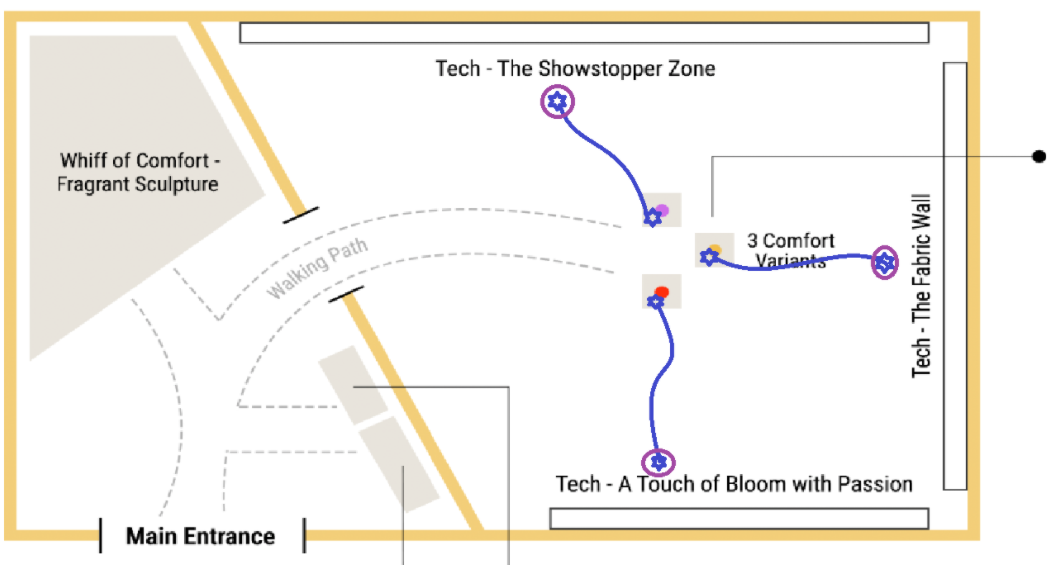 Tech - The Showstopper Zone
Whiff of Comfort -
Fragrant Sculpture
Walking Path
3 Comfort
Variants
Tech - The Fabric Wall
Tech - A Touch of Bloom with Passion
Main Entrance